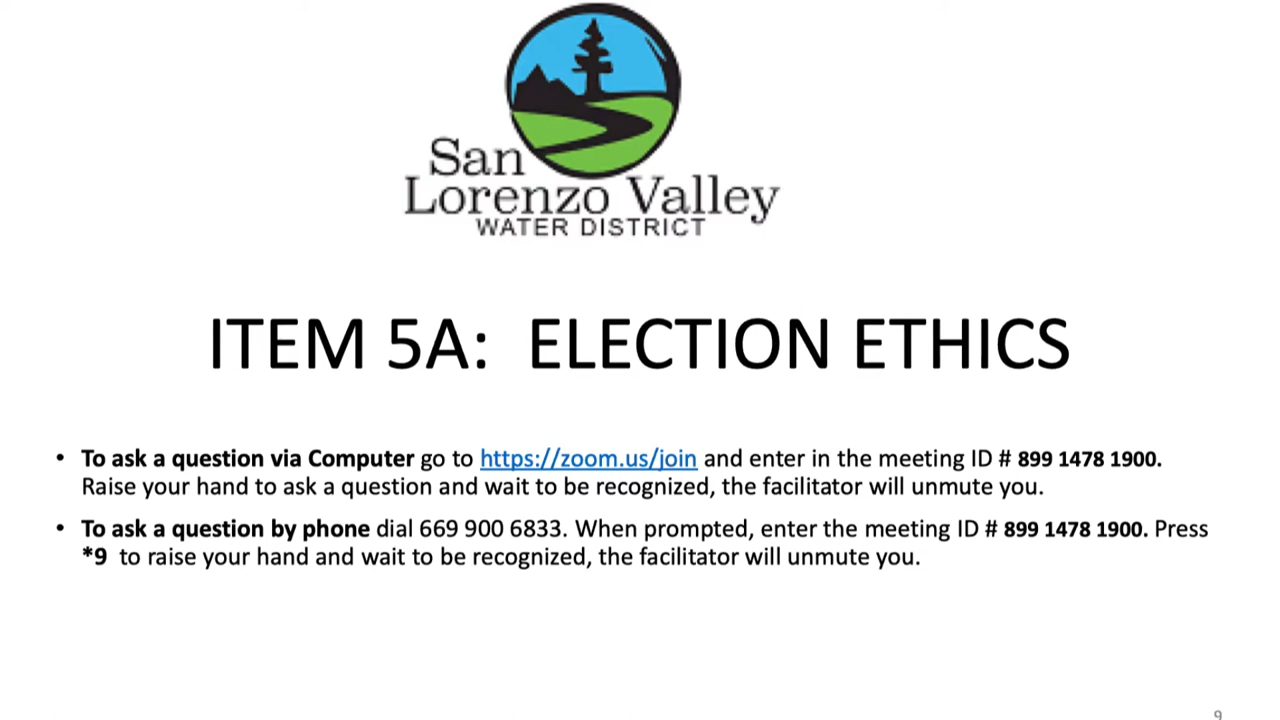 San
Lorenzo Valley
WATER DISTRICT
ITEM 5A:  ELECTION ETHICS
• To ask a question via Computer go to https://zoom.us/join and enter in the meeting ID # 899 1478 1900.
Raise your hand to ask a question and wait to be recognized, the facilitator will unmute you.
• To ask a question by phone dial 669 900 6833. When prompted, enter the meeting ID # 899 1478 1900. Press
*9  to raise your hand and wait to be recognized, the facilitator will unmute you.
9